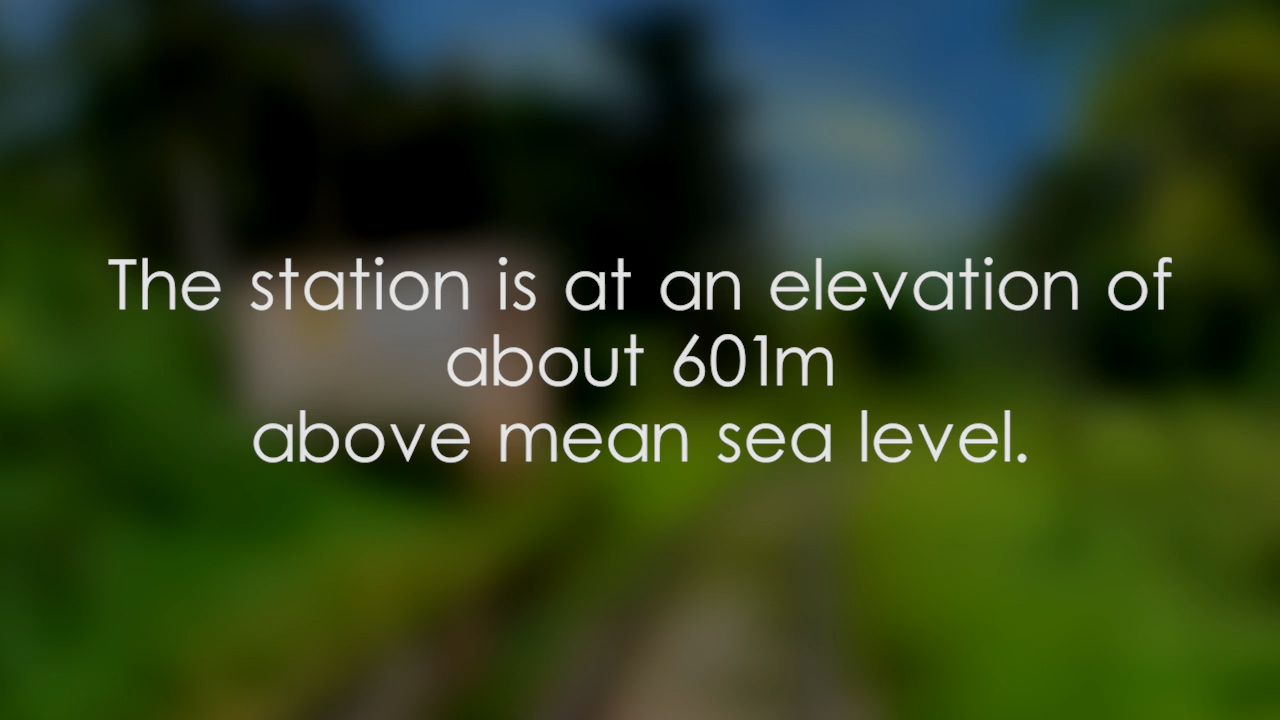 The station is at an elevation of
about 601m
above mean sea level.